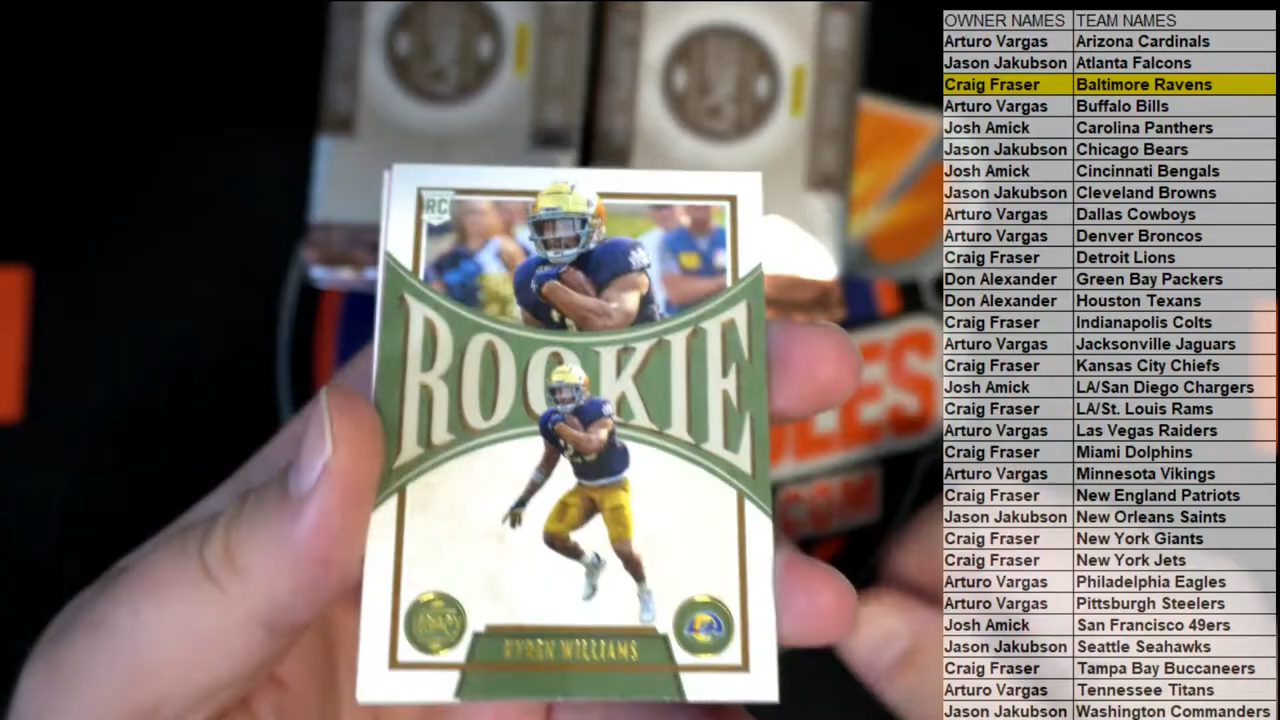 RC
ROOKIE
KYREN WILLIAMS
LEGACY
LES
.COM
OWNER NAMES TEAM NAMES
Arturo Vargas Arizona Cardinals
Jason Jakubson Atlanta Falcons
Craig Fraser Baltimore Ravens
Arturo Vargas Buffalo Bills
Josh Amick Carolina Panthers
Jason Jakubson Chicago Bears
Josh Amick Cincinnati Bengals
Jason Jakubson Cleveland Browns
Arturo Vargas Dallas Cowboys
Arturo Vargas Denver Broncos
Craig Fraser Detroit Lions
Don Alexander Green Bay Packers
Don Alexander Houston Texans
Craig Fraser Indianapolis Colts
Arturo Vargas Jacksonville Jaguars
Craig Fraser Kansas City Chiefs
Josh Amick LA/San Diego Chargers
Craig Fraser LA/St. Louis Rams
Arturo Vargas Las Vegas Raiders
Craig Fraser Miami Dolphins
Arturo Vargas Minnesota Vikings
Craig Fraser New England Patriots
Jason Jakubson New Orleans Saints
Craig Fraser New York Giants
Craig Fraser New York Jets
Arturo Vargas Philadelphia Eagles
Arturo Vargas Pittsburgh Steelers
Josh Amick San Francisco 49ers
Jason Jakubson Seattle Seahawks
Craig Fraser Tampa Bay Buccaneers
Arturo Vargas Tennessee Titans
Jason Jakubson Washington Commanders